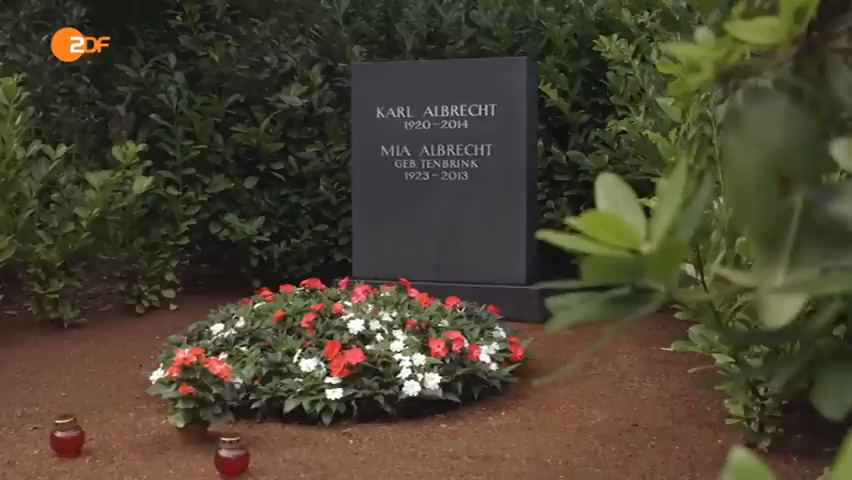 ZDF
KARL ALBRECHT
1920–2014
MIA ALBRECHT
GEB. TENBRINK
1923–2013